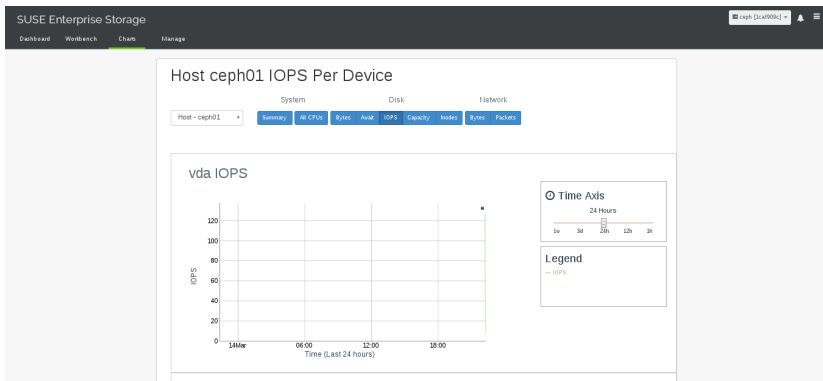 SUSE Enterprise Storage
ceph [1caf909c]
Dashboard Workbench Charts Manage
Host ceph01 IOPS Per Device
System Disk Network
Host - ceph01 Summary All CPUs Bytes Await IOPS Capacity Inodes Bytes Packets
vda IOPS
Time Axis
24 Hours
1w 3d 24h 12h 1h
Legend
IOPS
IOPS
120
100
80
60
40
20
0
14Mar 06:00 12:00 18:00
Time (Last 24 hours)